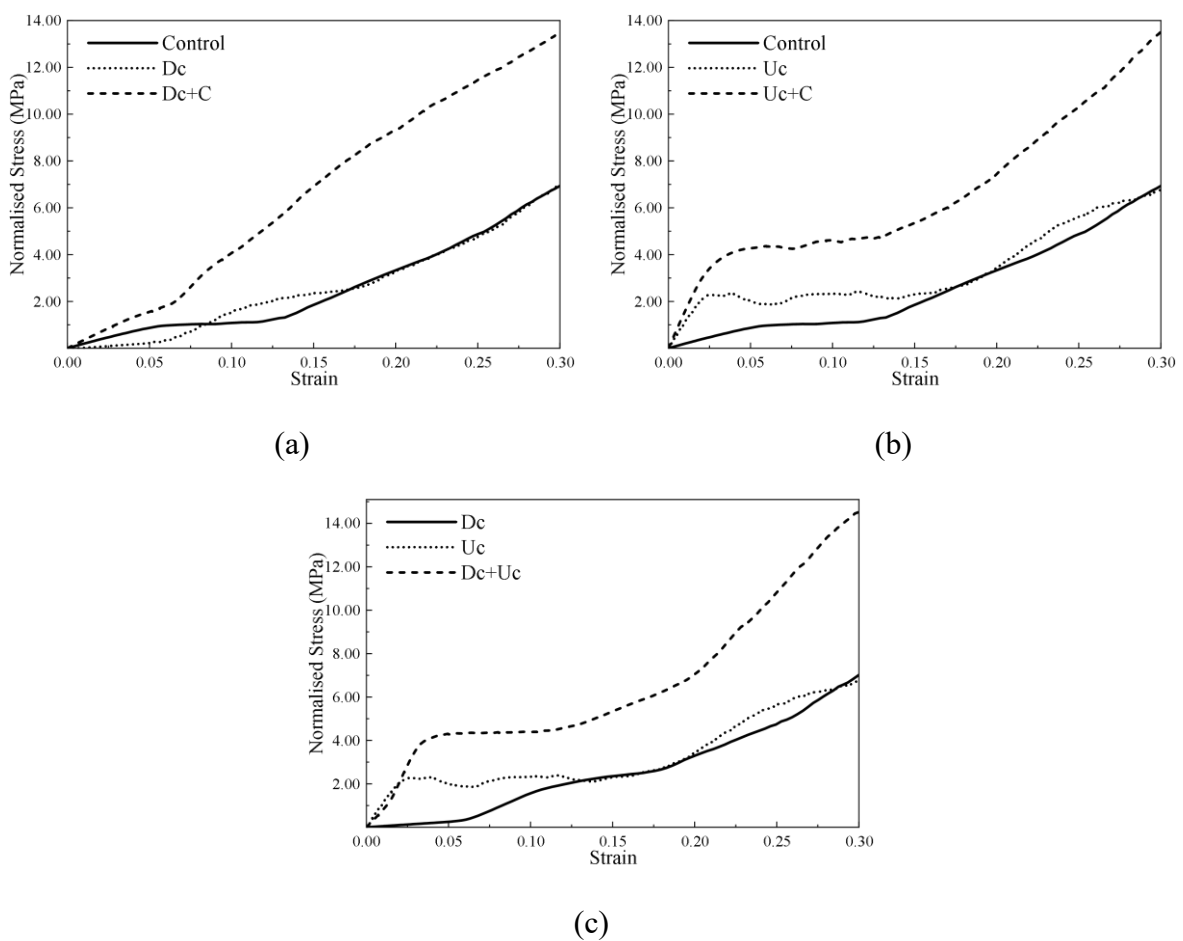 14.00
12.00
10.00
8.00
6.00
4.00
2.00
Normalised Stress (MPa)
Control
Dc
Dc+C
0.00 0.05 0.10 0.15 0.20 0.25 0.30
Strain
(a)
14.00
12.00
10.00
8.00
6.00
4.00
2.00
Normalised Stress (MPa)
Control
Uc
Uc+C
0.00 0.05 0.10 0.15 0.20 0.25 0.30
Strain
(b)
14.00
12.00
10.00
8.00
6.00
4.00
2.00
Normalised Stress (MPa)
Dc
Uc
Dc+Uc
0.00 0.05 0.10 0.15 0.20 0.25 0.30
Strain
(c)